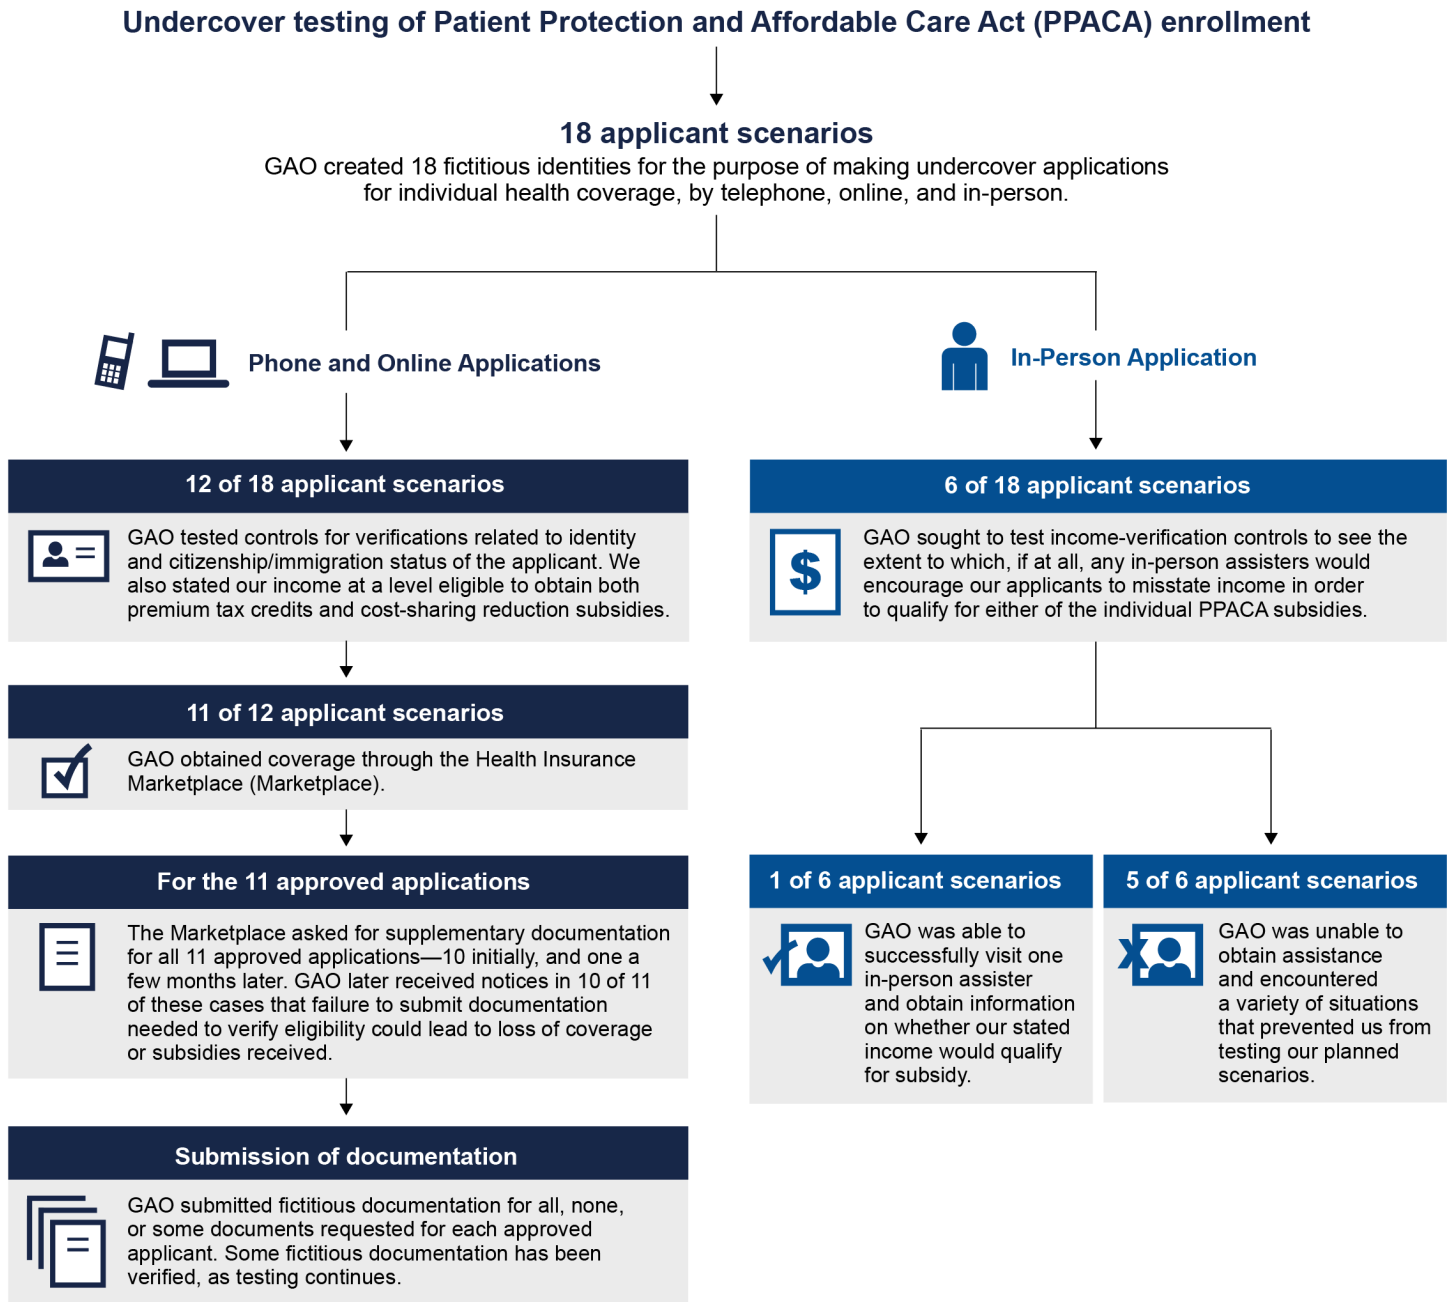 Undercover testing of Patient Protection and Affordable Care Act (PPACA) enrollment
18 applicant scenarios
GAO created 18 fictitious identities for the purpose of making undercover applications
for individual health coverage, by telephone, online, and in-person.
Phone and Online Applications
12 of 18 applicant scenarios
GAO tested controls for verifications related to identity
and citizenship/immigration status of the applicant. We
also stated our income at a level eligible to obtain both
premium tax credits and cost-sharing reduction subsidies.
11 of 12 applicant scenarios
GAO obtained coverage through the Health Insurance
Marketplace (Marketplace).
For the 11 approved applications
The Marketplace asked for supplementary documentation
for all 11 approved applications—10 initially, and one a
few months later. GAO later received notices in 10 of 11
of these cases that failure to submit documentation
needed to verify eligibility could lead to loss of coverage
or subsidies received.
Submission of documentation
GAO submitted fictitious documentation for all, none,
or some documents requested for each approved
applicant. Some fictitious documentation has been
verified, as testing continues.
In-Person Application
6 of 18 applicant scenarios
$
GAO sought to test income-verification controls to see the
extent to which, if at all, any in-person assisters would
encourage our applicants to misstate income in order
to qualify for either of the individual PPACA subsidies.
1 of 6 applicant scenarios
GAO was able to
successfully visit one
in-person assister
and obtain information
on whether our stated
income would qualify
for subsidy.
5 of 6 applicant scenarios
GAO was unable to
obtain assistance
and encountered
a variety of situations
that prevented us from
testing our planned
scenarios.